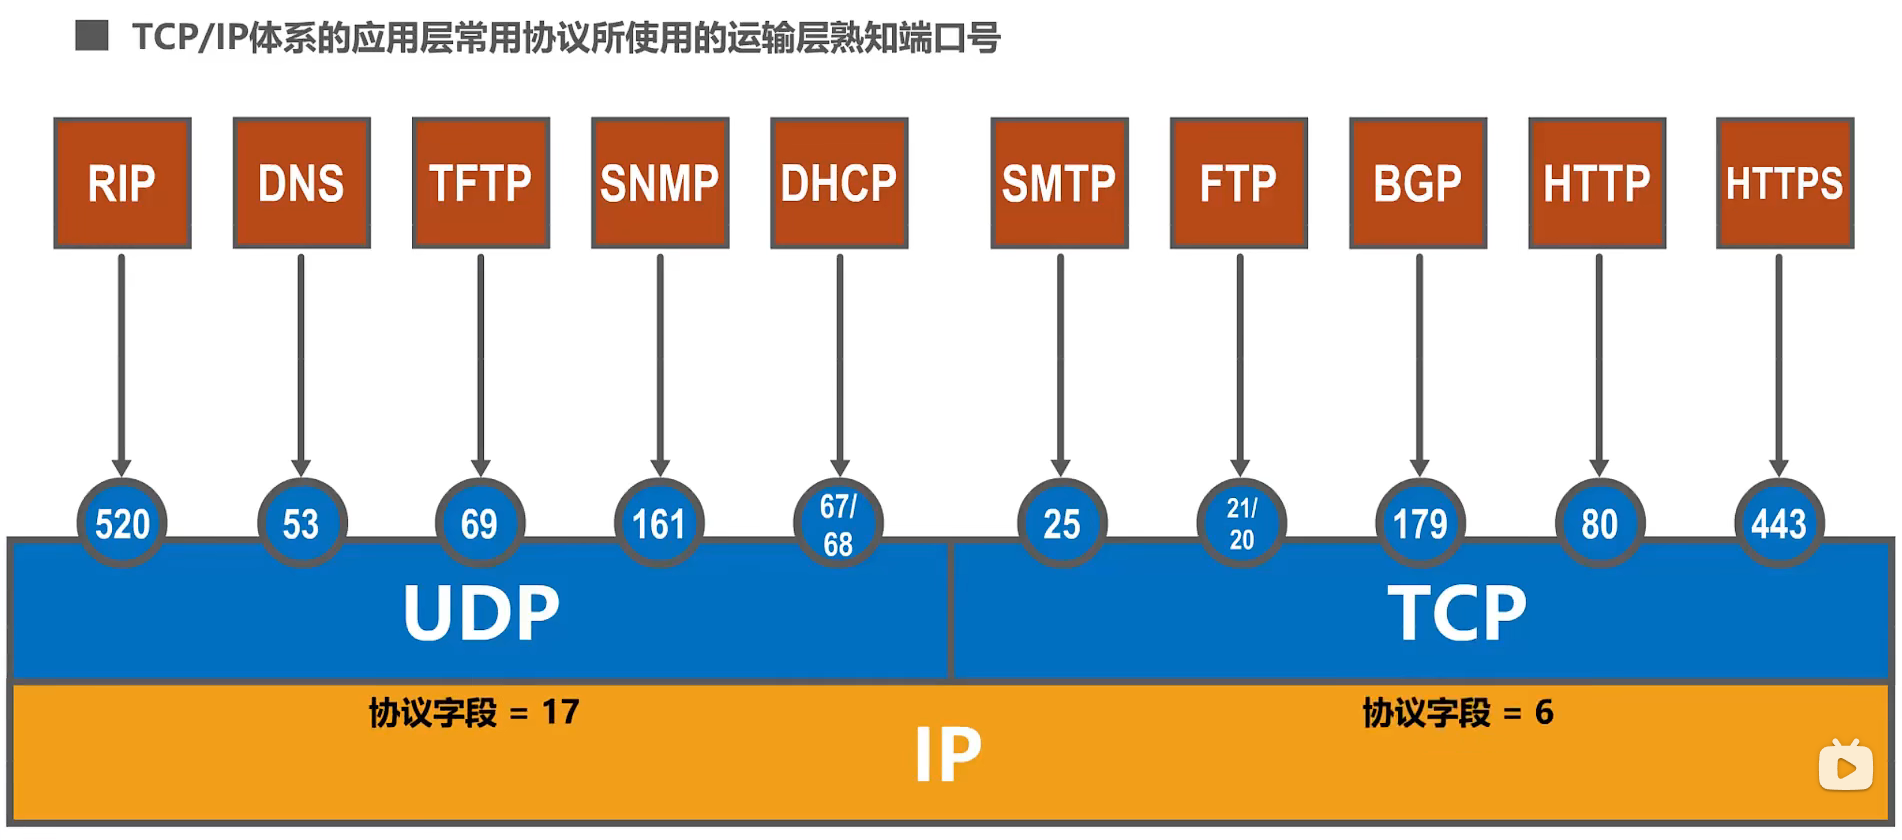 TCP/IP体系的应用层常用协议所使用的运输层熟知端口号
RIP
DNS
TFTP
SNMP
DHCP
SMTP
FTP
BGP
HTTP
HTTPS
520
53
69
161
67/
68
25
21/
20
179
80
443
UDP
TCP
协议字段 = 17
协议字段 = 6
IP